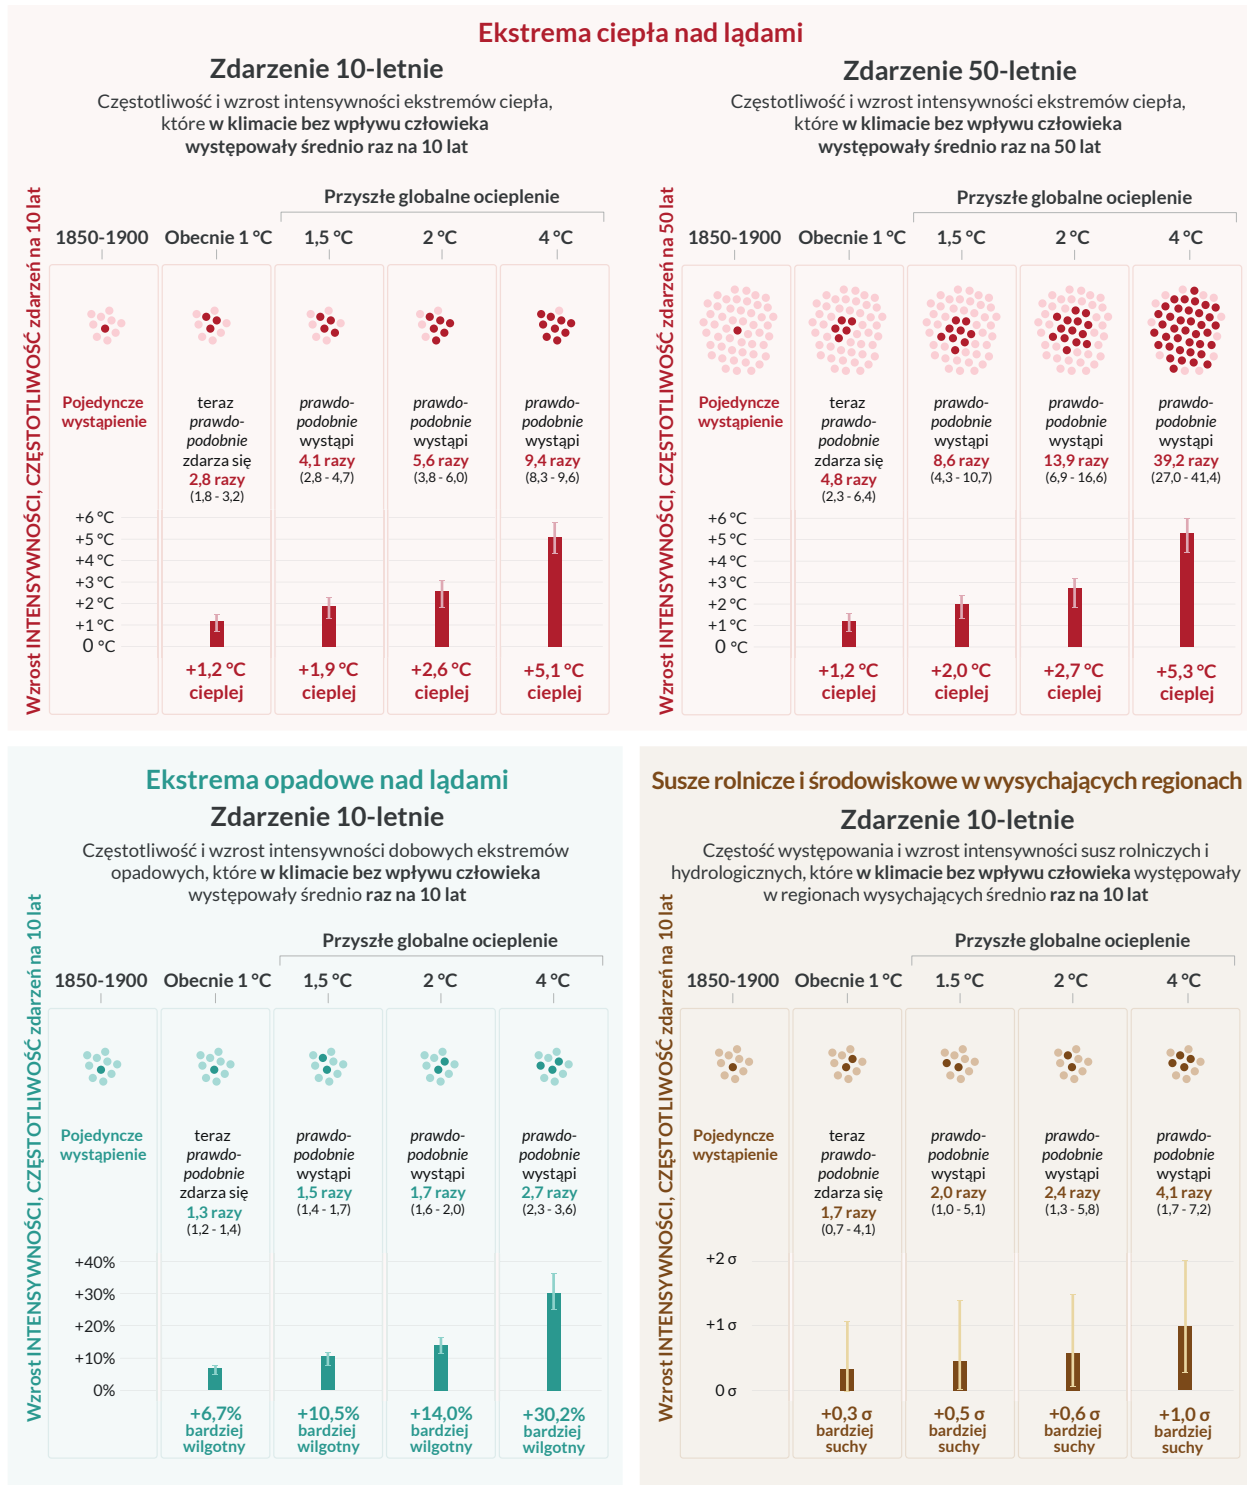 Ekstrema ciepła nad lądami
Zdarzenie 10-letnie
Częstotliwość i wzrost intensywności ekstremów ciepła,
które w klimacie bez wpływu człowieka
występowały średnio raz na 10 lat
Wzrost INTENSYWNOŚCI, CZĘSTOTLIWOŚĆ zdarzeń na 10 lat
Przyszłe globalne ocieplenie
1850-1900 Obecnie 1 °C 1,5 °C 2 °C 4 °C
Pojedyncze
wystąpienie
teraz
prawdo-
podobnie
zdarza się
2,8 razy
(1,8 - 3,2)
prawdo-
podobnie
wystąpi
4,1 razy
(2,8 - 4,7)
prawdo-
podobnie
wystąpi
5,6 razy
(3,8 - 6,0)
prawdo-
podobnie
wystąpi
9,4 razy
(8,3 - 9,6)
+6 °C
+5 °C
+4 °C
+3 °C
+2 °C
+1 °C
0 °C
+1,2 °C
cieplej
+1,9 °C
cieplej
+2,6 °C
cieplej
+5,1 °C
cieplej
Zdarzenie 50-letnie
Częstotliwość i wzrost intensywności ekstremów ciepła,
które w klimacie bez wpływu człowieka
występowały średnio raz na 50 lat
Wzrost INTENSYWNOŚCI, CZĘSTOTLIWOŚĆ zdarzeń na 50 lat
Przyszłe globalne ocieplenie
1850-1900 Obecnie 1 °C 1,5 °C 2 °C 4 °C
Pojedyncze
wystąpienie
teraz
prawdo-
podobnie
zdarza się
4,8 razy
(2,3 - 6,4)
prawdo-
podobnie
wystąpi
8,6 razy
(4,3 - 10,7)
prawdo-
podobnie
wystąpi
13,9 razy
(6,9 - 16,6)
prawdo-
podobnie
wystąpi
39,2 razy
(27,0 - 41,4)
+6 °C
+5 °C
+4 °C
+3 °C
+2 °C
+1 °C
0 °C
+1,2 °C
cieplej
+2,0 °C
cieplej
+2,7 °C
cieplej
+5,3 °C
cieplej
Ekstrema opadowe nad lądami
Zdarzenie 10-letnie
Częstotliwość i wzrost intensywności dobowych ekstremów
opadowych, które w klimacie bez wpływu człowieka
występowały średnio raz na 10 lat
Wzrost INTENSYWNOŚCI, CZĘSTOTLIWOŚĆ zdarzeń na 10 lat
Przyszłe globalne ocieplenie
1850-1900 Obecnie 1 °C 1,5 °C 2 °C 4 °C
Pojedyncze
wystąpienie
teraz
prawdo-
podobnie
zdarza się
1,3 razy
(1,2 - 1,4)
prawdo-
podobnie
wystąpi
1,5 razy
(1,4 - 1,7)
prawdo-
podobnie
wystąpi
1,7 razy
(1,6 - 2,0)
prawdo-
podobnie
wystąpi
2,7 razy
(2,3 - 3,6)
+40%
+30%
+20%
+10%
0%
+6,7%
bardziej
wilgotny
+10,5%
bardziej
wilgotny
+14,0%
bardziej
wilgotny
+30,2%
bardziej
wilgotny
Susze rolnicze i środowiskowe w wysychających regionach
Zdarzenie 10-letnie
Częstość występowania i wzrost intensywności susz rolniczych i
hydrologicznych, które w klimacie bez wpływu człowieka występowały
w regionach wysychających średnio raz na 10 lat
Wzrost INTENSYWNOŚCI, CZĘSTOTLIWOŚĆ zdarzeń na 10 lat
Przyszłe globalne ocieplenie
1850-1900 Obecnie 1 °C 1.5 °C 2 °C 4 °C
Pojedyncze
wystąpienie
teraz
prawdo-
podobnie
zdarza się
1,7 razy
(0,7 - 4,1)
prawdo-
podobnie
wystąpi
2,0 razy
(1,0 - 5,1)
prawdo-
podobnie
wystąpi
2,4 razy
(1,3 - 5,8)
prawdo-
podobnie
wystąpi
4,1 razy
(1,7 - 7,2)
+2 σ
+1 σ
0 σ
+0,3 σ
bardziej
suchy
+0,5 σ
bardziej
suchy
+0,6 σ
bardziej
suchy
+1,0 σ
bardziej
suchy